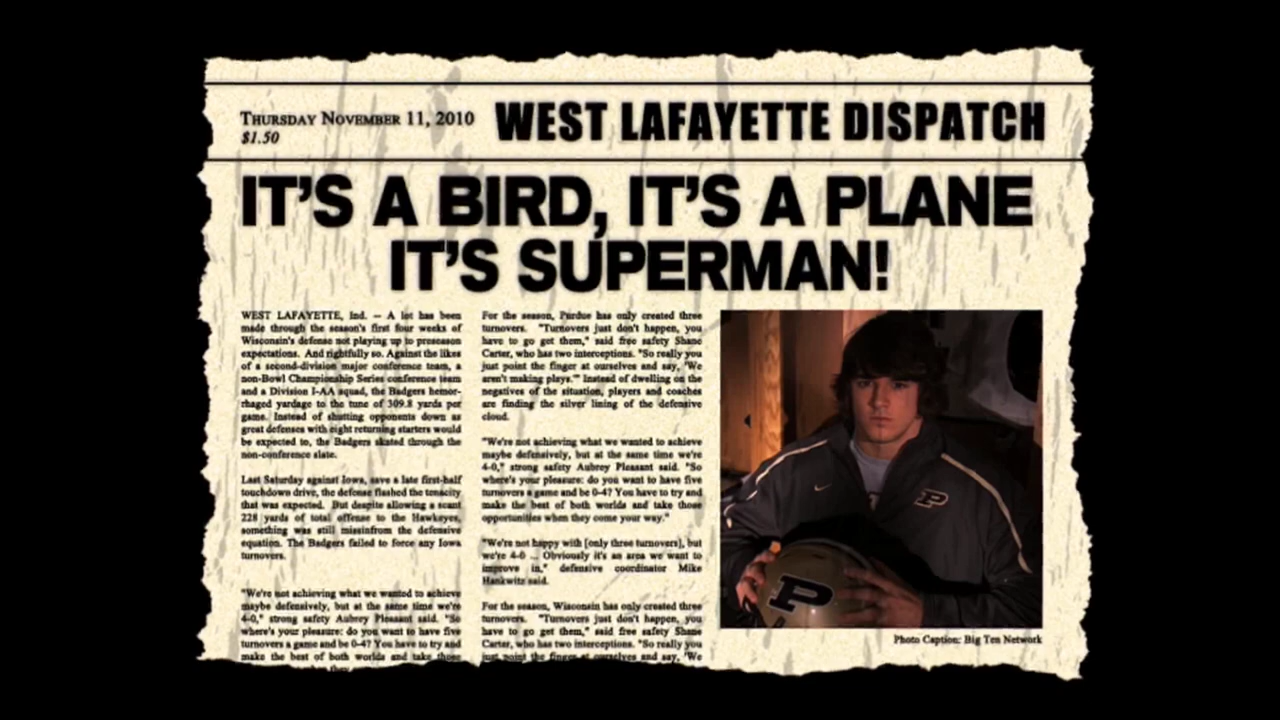 THURSDAY NOVEMBER 11, 2010
$1.50
WEST LAFAYETTE DISPATCH
IT'S A BIRD, IT'S A PLANE
IT'S SUPERMAN!
WEST LAFAYETTE, Ind. — A lot has been
made through the season's first four weeks of
Wisconsin's defense not playing up to preseason
expectations. And rightfully so. Against the likes
of a second-division major conference team, a
non-Bowl Championship Series conference team
and a Division I-AA squad, the Badgers hemor-
rhaged yardage to the tune of 309.8 yards per
game. Instead of shutting opponents down as
great defenses with eight returning starters would
be expected to, the Badgers skated through the
non-conference slate.
Last Saturday against Iowa, save a late first-half
touchdown drive, the defense flashed the tenacity
that was expected. But despite allowing a scant
228 yards of total offense to the Hawkeyes,
something was still missinfrom the defensive
equation. The Badgers failed to force any Iowa
turnovers.
"We're not achieving what we wanted to achieve
maybe defensively, but at the same time we're
4-0," strong safety Aubrey Pleasant said. "So
where's your pleasure: do you want to have five
turnovers a game and be 0-4? You have to try and
make the best of both worlds and take those
they
For the season, Purdue has only created three
turnovers. "Turnovers just don't happen, you
have to go get them," said free safety Shane
Carter, who has two interceptions. "So really you
just point the finger at ourselves and say, 'We
aren't making plays.'" Instead of dwelling on the
negatives of the situation, players and coaches
are finding the silver lining of the defensive
cloud.
"We're not achieving what we wanted to achieve
maybe defensively, but at the same time we're
4-0," strong safety Aubrey Pleasant said. "So
where's your pleasure: do you want to have five
turnovers a game and be 0-4? You have to try and
make the best of both worlds and take those
opportunities when they come your way."
"We're not happy with [only three turnovers], but
we're 4-0 ... Obviously it's an area we want to
improve in," defensive coordinator Mike
Hankwitz said.
For the season, Wisconsin has only created three
turnovers. "Turnovers just don't happen, you
have to go get them," said free safety Shane
Carter, who has two interceptions. "So really you
just point the finger at ourselves and say, 'We
P
P
Photo Caption: Big Ten Network